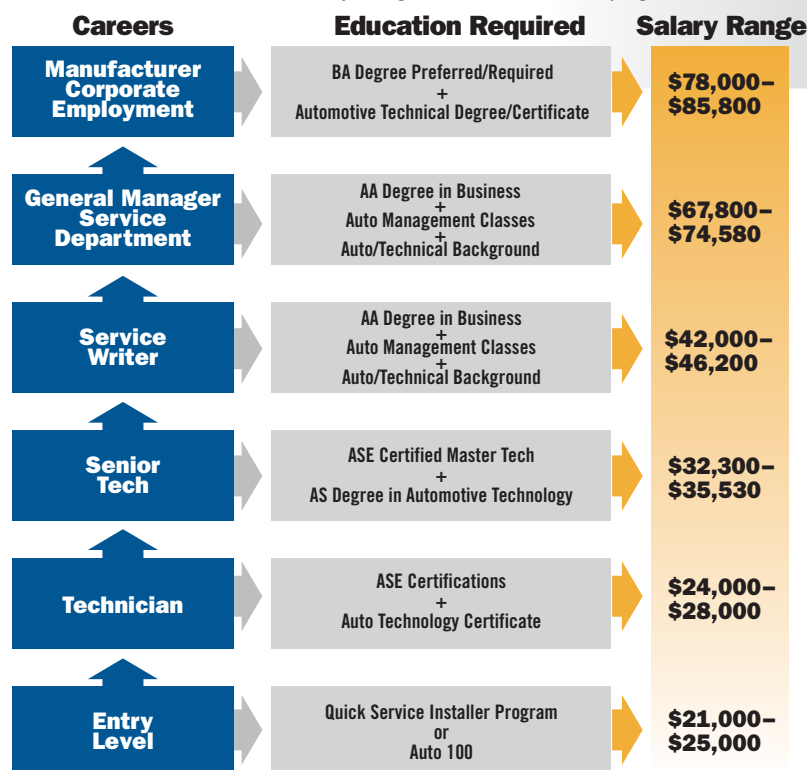 Careers
Education Required
Salary Range
Manufacturer
Corporate
Employment
BA Degree Preferred/Required
+
Automotive Technical Degree/Certificate
$78,000–
$85,800
General Manager
Service
Department
AA Degree in Business
+
Auto Management Classes
+
Auto/Technical Background
$67,800–
$74,580
Service
Writer
AA Degree in Business
+
Auto Management Classes
+
Auto/Technical Background
$42,000–
$46,200
Senior
Tech
ASE Certified Master Tech
+
AS Degree in Automotive Technology
$32,300–
$35,530
Technician
ASE Certifications
+
Auto Technology Certificate
$24,000–
$28,000
Entry
Level
Quick Service Installer Program
or
Auto 100
$21,000–
$25,000